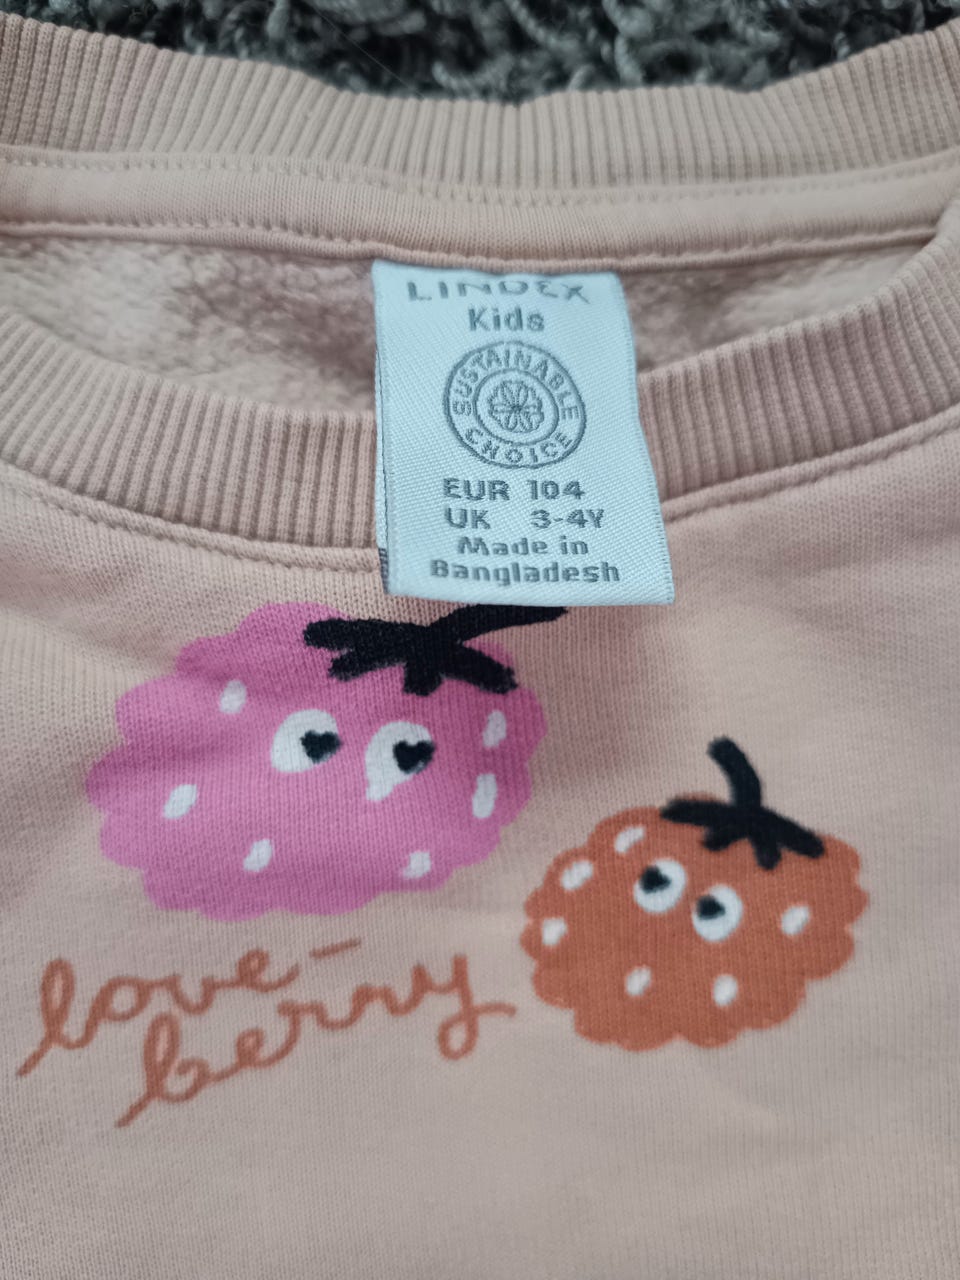 LINDEX
Kids
SUSTAINABLE
CHOICE
EUR 104
UK 3-4Y
Made in
Bangladesh
love-
berry